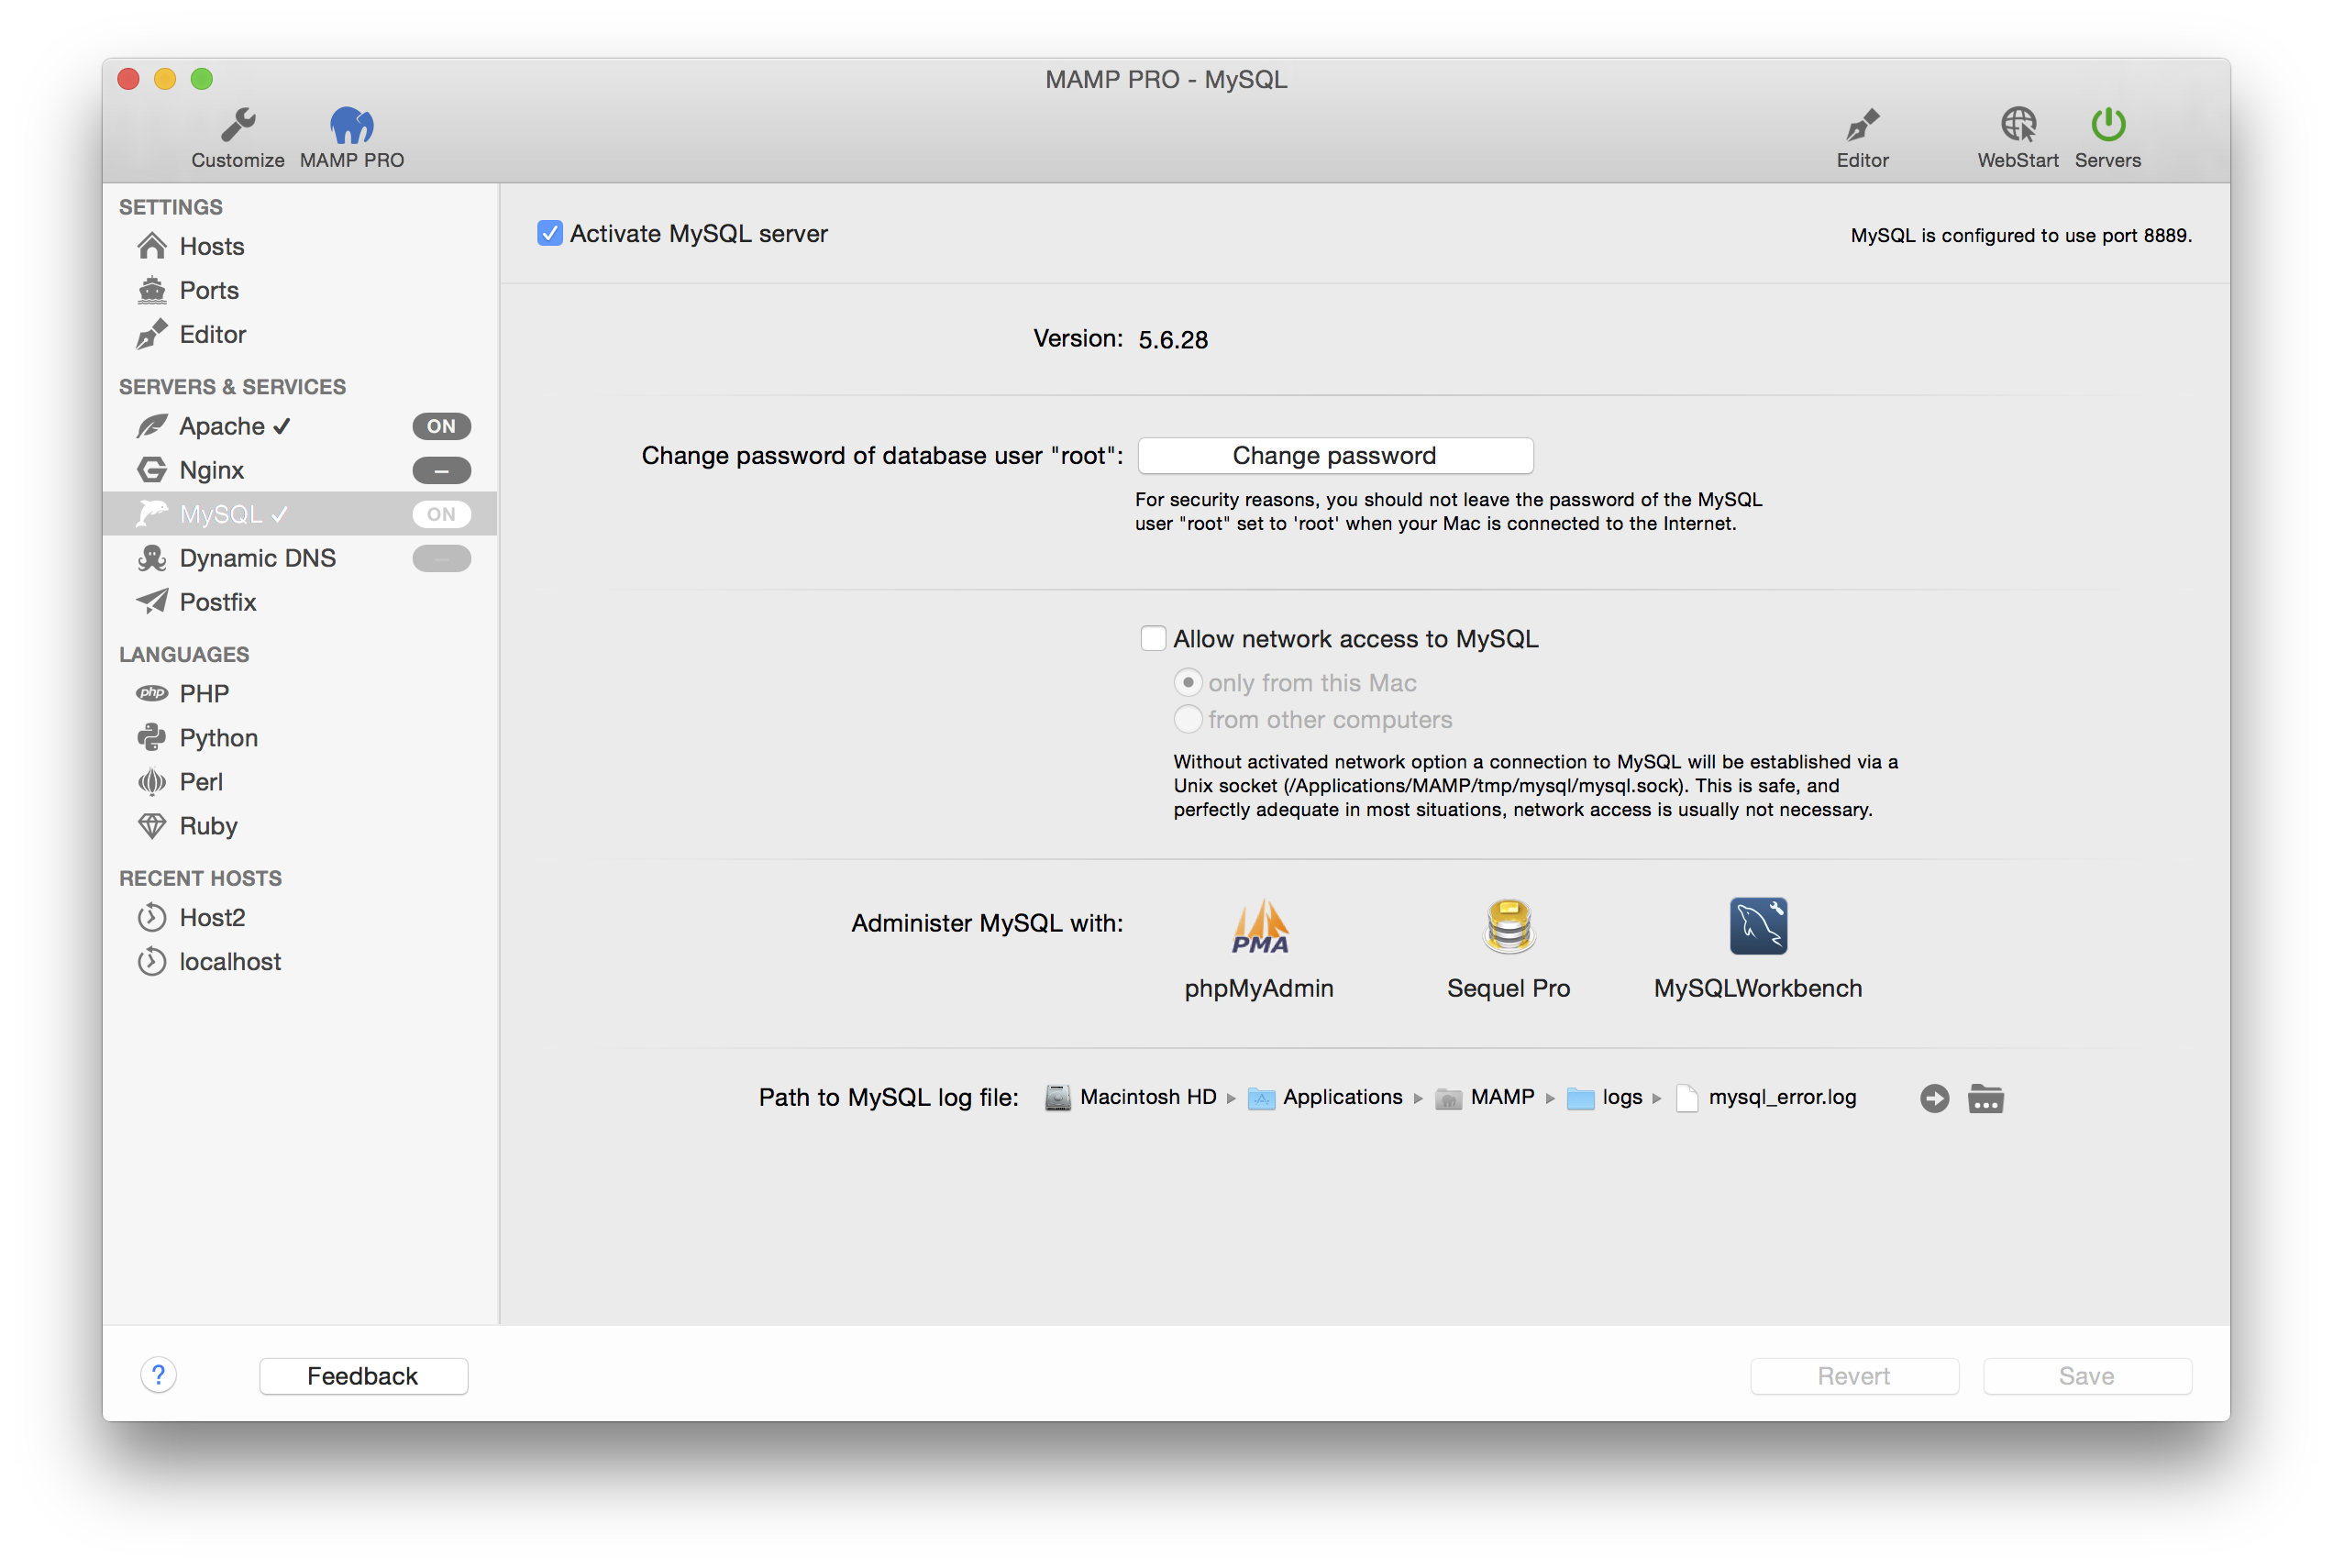 MAMP PRO - MySQL
Customize
MAMP PRO
Editor
WebStart
Servers
SETTINGS
Hosts
Ports
Editor
SERVERS & SERVICES
Apache ✓ ON
Nginx –
MySQL ✓ ON
Dynamic DNS –
Postfix
LANGUAGES
php PHP
Python
Perl
Ruby
RECENT HOSTS
Host2
localhost
Activate MySQL server
MySQL is configured to use port 8889.
Version: 5.6.28
Change password of database user "root": Change password
For security reasons, you should not leave the password of the MySQL
user "root" set to 'root' when your Mac is connected to the Internet.
Allow network access to MySQL
only from this Mac
from other computers
Without activated network option a connection to MySQL will be established via a
Unix socket (/Applications/MAMP/tmp/mysql/mysql.sock). This is safe, and
perfectly adequate in most situations, network access is usually not necessary.
Administer MySQL with:
PMA
phpMyAdmin
Sequel Pro
MySQLWorkbench
Path to MySQL log file: Macintosh HD ▸ Applications ▸ MAMP ▸ logs ▸ mysql_error.log
? Feedback
Revert
Save